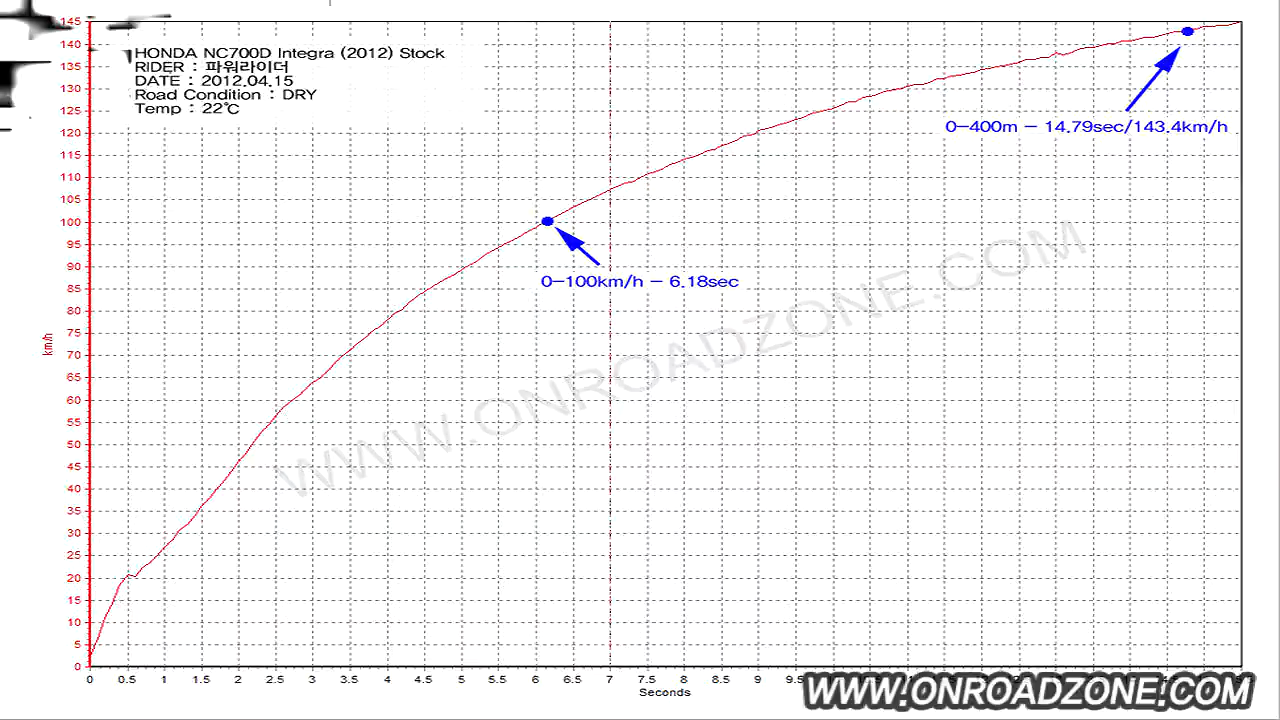 HONDA NC700D Integra (2012) Stock
RIDER : 파워라이더
DATE : 2012.04.15
Road Condition : DRY
Temp : 22℃
145
140
135
130
125
120
115
110
105
100
95
90
85
80
75
70
65
60
55
50
45
40
35
30
25
20
15
10
5
0
km/h
0-400m - 14.79sec/143.4km/h
0-100km/h - 6.18sec
WWW.ONROADZONE.COM
0 0.5 1 1.5 2 2.5 3 3.5 4 4.5 5 5.5 6 6.5 7 7.5 8 8.5 9 9.5
Seconds
WWW.ONROADZONE.COM